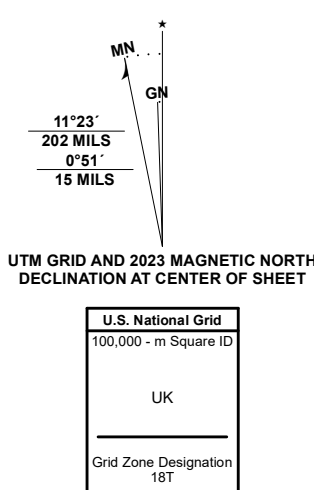 ★
MN
GN
11°23´
202 MILS
0°51´
15 MILS
UTM GRID AND 2023 MAGNETIC NORTH
DECLINATION AT CENTER OF SHEET
U.S. National Grid
100,000 - m Square ID
UK
Grid Zone Designation
18T